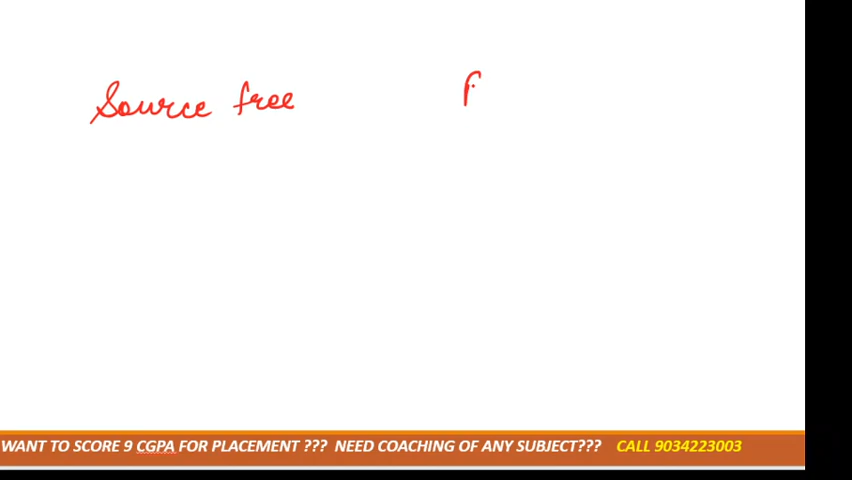 Source free
WANT TO SCORE 9 CGPA FOR PLACEMENT ??? NEED COACHING OF ANY SUBJECT??? CALL 9034223003